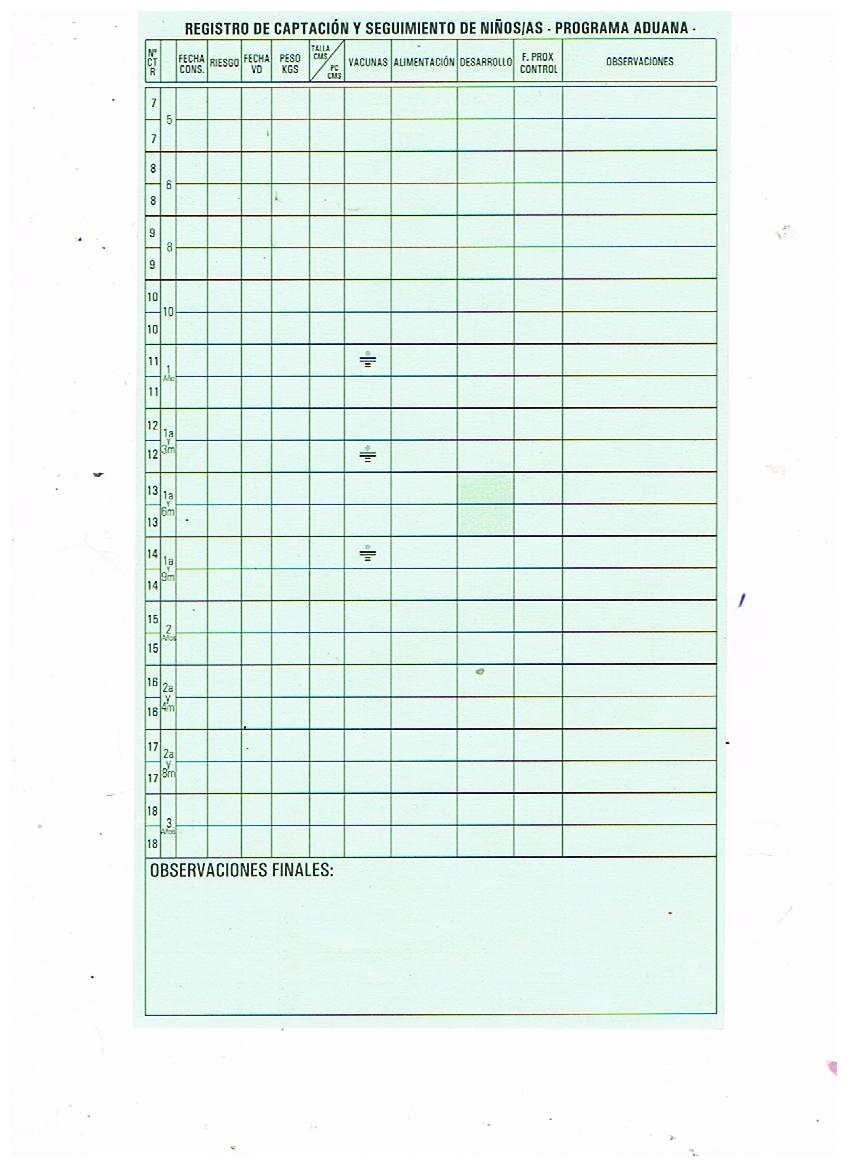 REGISTRO DE CAPTACIÓN Y SEGUIMIENTO DE NIÑOS/AS - PROGRAMA ADUANA -
Nº CT R
FECHA CONS.
RIESGO
FECHA VD
PESO KGS
TALLA CMS
PC CMS
VACUNAS
ALIMENTACIÓN
DESARROLLO
F. PROX CONTROL
OBSERVACIONES
7
5
7
8
6
8
9
8
9
10
10
10
11
1 Año
11
12
1a y 3m
12
13
1a y 6m
13
14
1a y 9m
14
15
2 Años
15
16
2a y 4m
16
17
2a y 8m
17
18
3 Años
18
OBSERVACIONES FINALES: